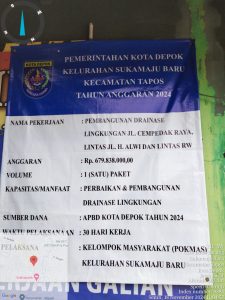 KOTA DEPOK
PEMERINTAHAN KOTA DEPOK
KELURAHAN SUKAMAJU BARU
KECAMATAN TAPOS
TAHUN ANGGARAN 2024
NAMA PEKERJAAN : PEMBANGUNAN DRAINASE
LINGKUNGAN JL. CEMPEDAK RAYA,
LINTAS JL. H. ALWI DAN LINTAS RW
ANGGARAN : Rp. 679.838.000,00
VOLUME : 1 (SATU) PAKET
KAPASITAS/MANFAAT : PERBAIKAN & PEMBANGUNAN
DRAINASE LINGKUNGAN
SUMBER DANA : APBD KOTA DEPOK TAHUN 2024
WAKTU PELAKSANAAN : 30 HARI KERJA
PELAKSANA : KELOMPOK MASYARAKAT (POKMAS)
KELURAHAN SUKAMAJU BARU
GALIAN
Google